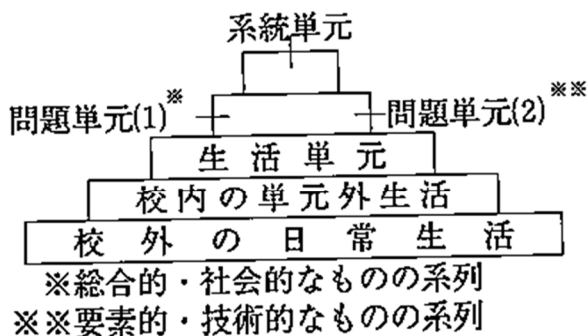 系統単元
問題単元(1)※
問題単元(2)※※
生活単元
校内の単元外生活
校外の日常生活
※総合的・社会的なものの系列
※※要素的・技術的なものの系列